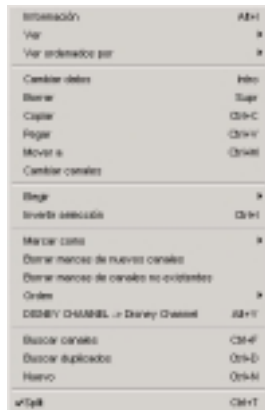 Información Alt+I
Ver
Ver ordenados por
Cambiar datos Intro
Borrar Supr
Copiar Ctrl+C
Pegar Ctrl+V
Mover a Ctrl+M
Cambiar canales
Elegir
Invertir selección Ctrl+I
Marcar como
Borrar marcas de nuevos canales
Borrar marcas de canales no existentes
Orden
DISNEY CHANNEL -> Disney Channel Alt+Y
Buscar canales Ctrl+F
Buscar duplicados Ctrl+D
Nuevo Ctrl+N
Split Ctrl+T